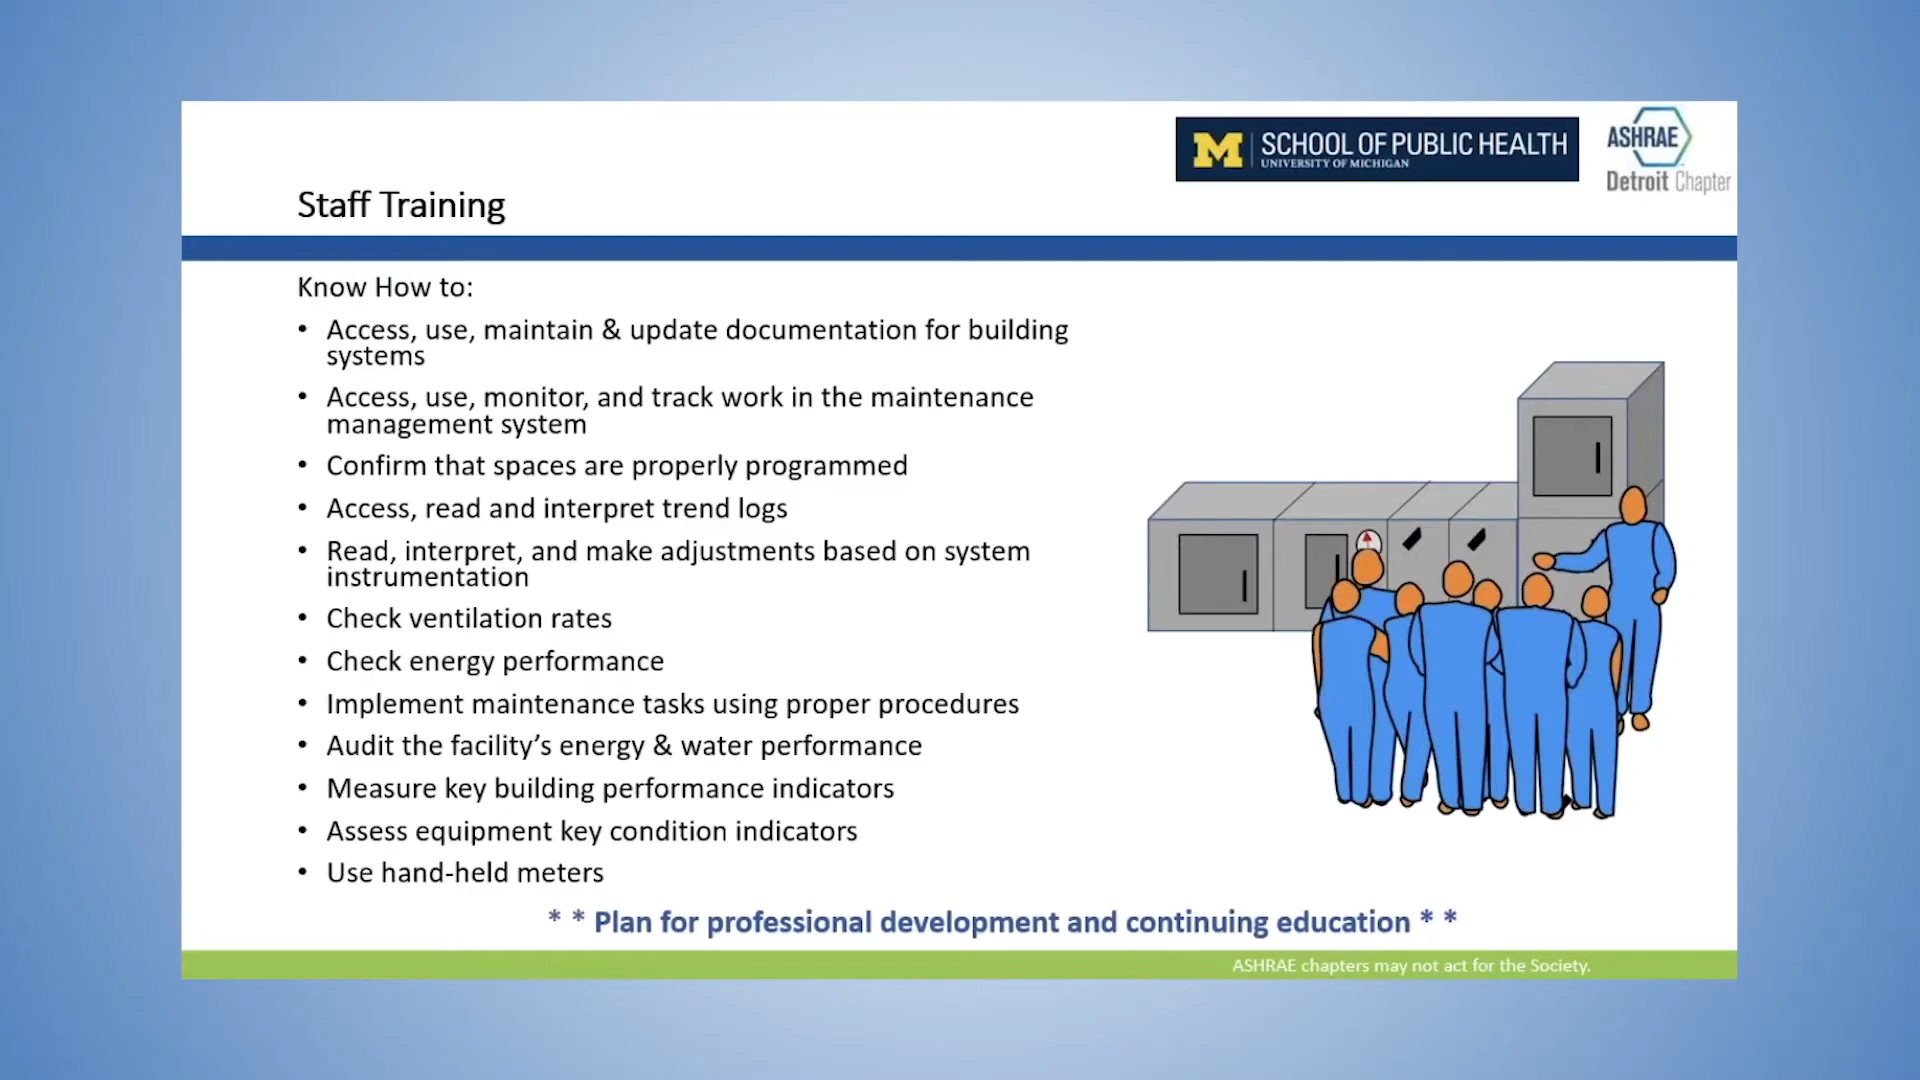 M SCHOOL OF PUBLIC HEALTH
UNIVERSITY OF MICHIGAN
ASHRAE
Detroit Chapter
Staff Training
Know How to:
• Access, use, maintain & update documentation for building
systems
• Access, use, monitor, and track work in the maintenance
management system
• Confirm that spaces are properly programmed
• Access, read and interpret trend logs
• Read, interpret, and make adjustments based on system
instrumentation
• Check ventilation rates
• Check energy performance
• Implement maintenance tasks using proper procedures
• Audit the facility’s energy & water performance
• Measure key building performance indicators
• Assess equipment key condition indicators
• Use hand-held meters
* * Plan for professional development and continuing education * *
ASHRAE chapters may not act for the Society.